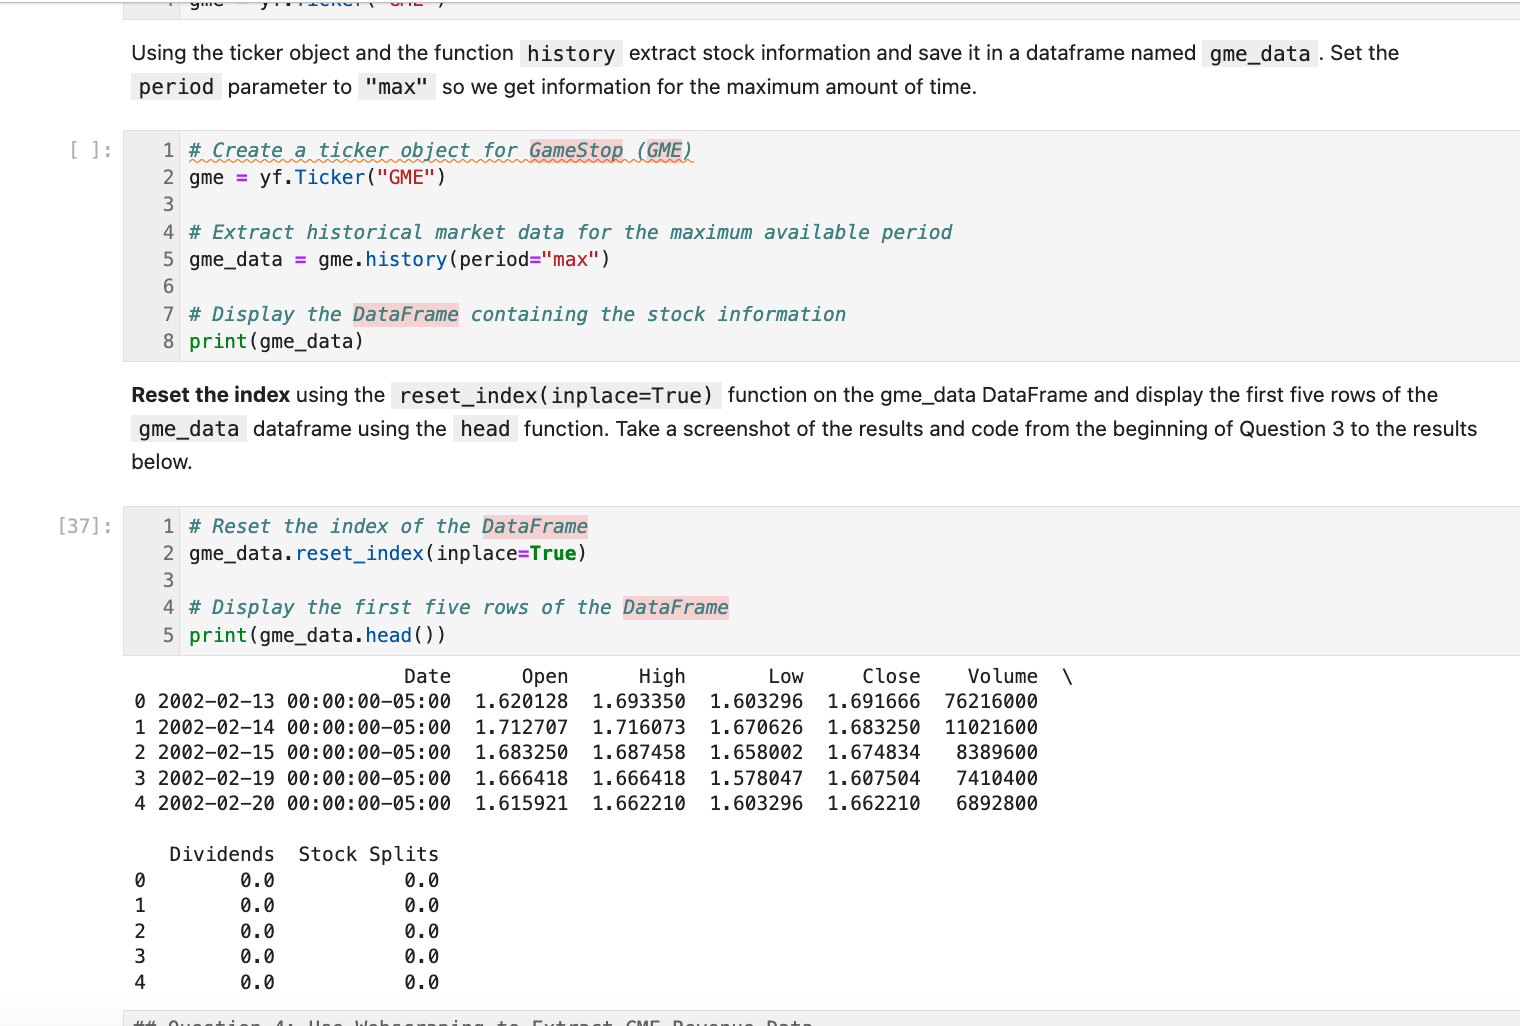 1 gme = yf.Ticker("GME")
Using the ticker object and the function history extract stock information and save it in a dataframe named gme_data . Set the
period parameter to "max" so we get information for the maximum amount of time.
[ ]:
1 # Create a ticker object for GameStop (GME)
2 gme = yf.Ticker("GME")
3
4 # Extract historical market data for the maximum available period
5 gme_data = gme.history(period="max")
6
7 # Display the DataFrame containing the stock information
8 print(gme_data)
Reset the index using the reset_index(inplace=True) function on the gme_data DataFrame and display the first five rows of the
gme_data dataframe using the head function. Take a screenshot of the results and code from the beginning of Question 3 to the results
below.
[37]:
1 # Reset the index of the DataFrame
2 gme_data.reset_index(inplace=True)
3
4 # Display the first five rows of the DataFrame
5 print(gme_data.head())
Date Open High Low Close Volume \
0 2002-02-13 00:00:00-05:00 1.620128 1.693350 1.603296 1.691666 76216000
1 2002-02-14 00:00:00-05:00 1.712707 1.716073 1.670626 1.683250 11021600
2 2002-02-15 00:00:00-05:00 1.683250 1.687458 1.658002 1.674834 8389600
3 2002-02-19 00:00:00-05:00 1.666418 1.666418 1.578047 1.607504 7410400
4 2002-02-20 00:00:00-05:00 1.615921 1.662210 1.603296 1.662210 6892800
Dividends Stock Splits
0 0.0 0.0
1 0.0 0.0
2 0.0 0.0
3 0.0 0.0
4 0.0 0.0
## Question 4: Use Webscraping to Extract GME Revenue Data